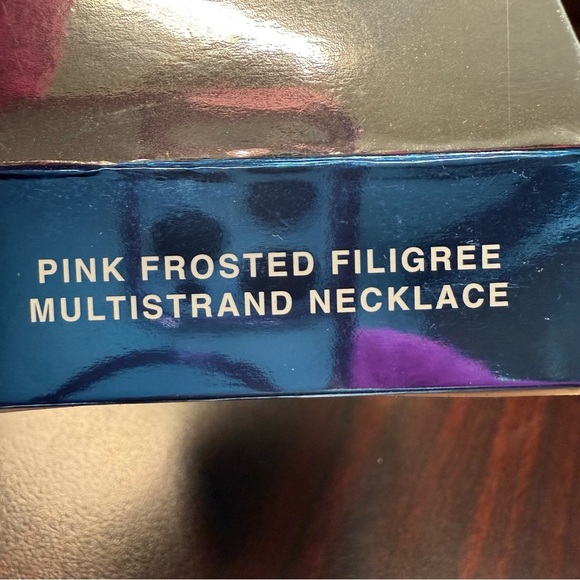 PINK FROSTED FILIGREE
MULTISTRAND NECKLACE